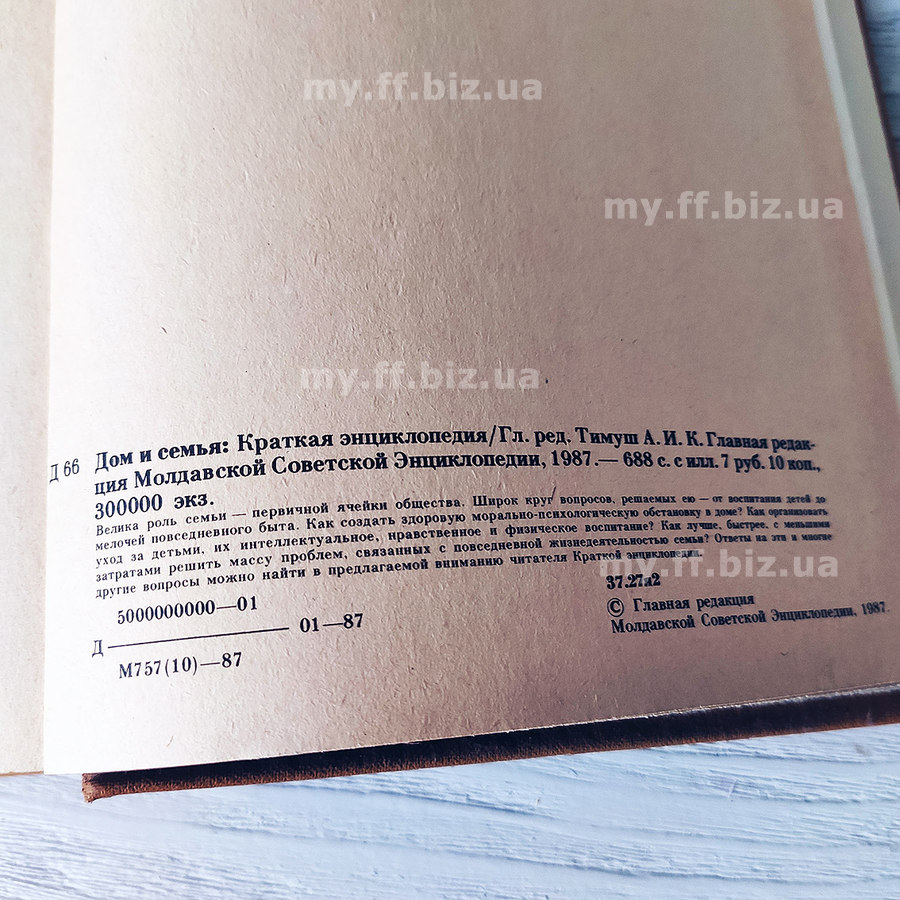 my.ff.biz.ua
my.ff.biz.ua
my.ff.biz.ua
Д 66
Дом и семья: Краткая энциклопедия/Гл. ред. Тимуш А. И. К. Главная редак-
ция Молдавской Советской Энциклопедии, 1987.— 688 с. с илл. 7 руб. 10 коп.,
300000 экз.
Велика роль семьи — первичной ячейки общества. Широк круг вопросов, решаемых ею — от воспитания детей до
мелочей повседневного быта. Как создать здоровую морально-психологическую обстановку в доме? Как организовать
уход за детьми, их интеллектуальное, нравственное и физическое воспитание? Как лучше, быстрее, с меньшими
затратами решить массу проблем, связанных с повседневной жизнедеятельностью семьи? Ответы на эти и многие
другие вопросы можно найти в предлагаемой вниманию читателя Краткой энциклопедии.
my.ff.biz.ua
37.27я2
5000000000—01
Д 01—87
М757(10)—87
© Главная редакция
Молдавской Советской Энциклопедии, 1987.